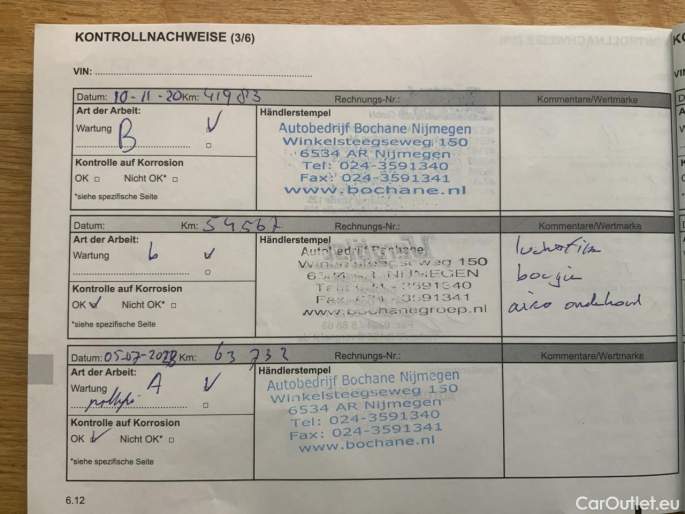 KONTROLLNACHWEISE (3/6)
VIN:
Datum: 10-11-20 Km: 41983 Rechnungs-Nr.: Kommentare/Wertmarke
Art der Arbeit: Händlerstempel
Wartung B
Autobedrijf Bochane Nijmegen
Winkelsteegseweg 150
6534 AR Nijmegen
Tel: 024-3591340
Fax: 024-3591341
www.bochane.nl
Kontrolle auf Korrosion
OK Nicht OK*
*siehe spezifische Seite
Datum: Km: 54567 Rechnungs-Nr.: Kommentare/Wertmarke
Art der Arbeit: Händlerstempel
Wartung b
Autobedrijf Bochane
150
NIJMEGEN
3591340
3591341
www.bochanegroep.nl
bougie
airco onderhoud
Kontrolle auf Korrosion
OK Nicht OK*
*siehe spezifische Seite
Datum: 05-07-2023 Km: 63732 Rechnungs-Nr.: Kommentare/Wertmarke
Art der Arbeit: Händlerstempel
Wartung A
Autobedrijf Bochane Nijmegen
Winkelsteegseweg 150
6534 AR Nijmegen
Tel: 024-3591340
Fax: 024-3591341
www.bochane.nl
Kontrolle auf Korrosion
OK Nicht OK*
*siehe spezifische Seite
6.12
CarOutlet.eu